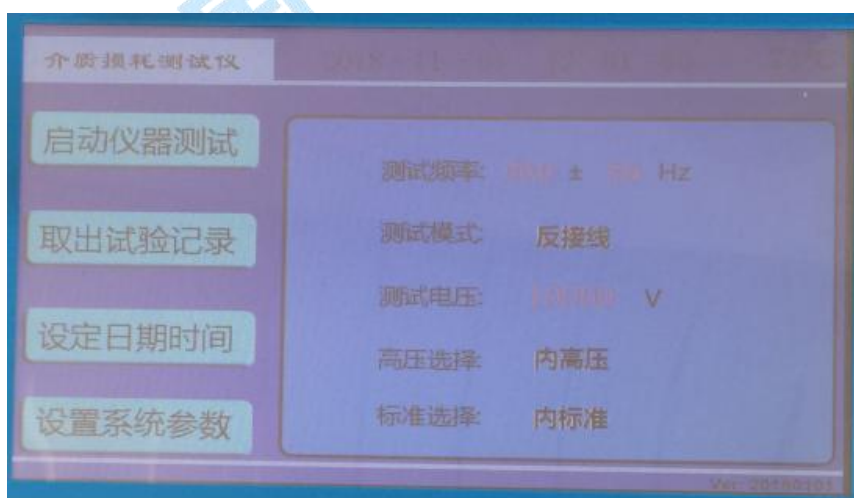 介质损耗测试仪
启动仪器测试
取出试验记录
设定日期时间
设置系统参数
测试频率: ± Hz
测试模式: 反接线
测试电压: V
高压选择: 内高压
标准选择: 内标准